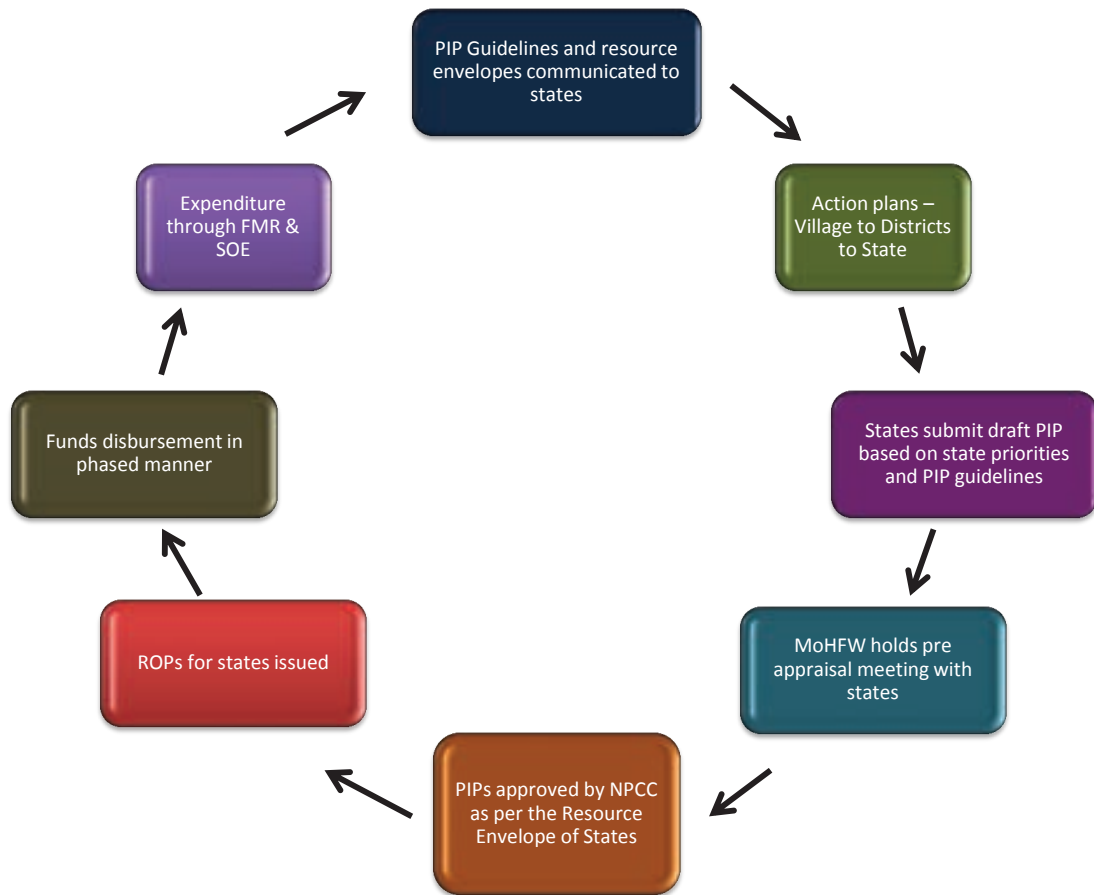 PIP Guidelines and resource
envelopes communicated to
states
Action plans –
Village to Districts
to State
States submit draft PIP
based on state priorities
and PIP guidelines
MoHFW holds pre
appraisal meeting with
states
PIPs approved by NPCC
as per the Resource
Envelope of States
ROPs for states issued
Funds disbursement in
phased manner
Expenditure
through FMR &
SOE